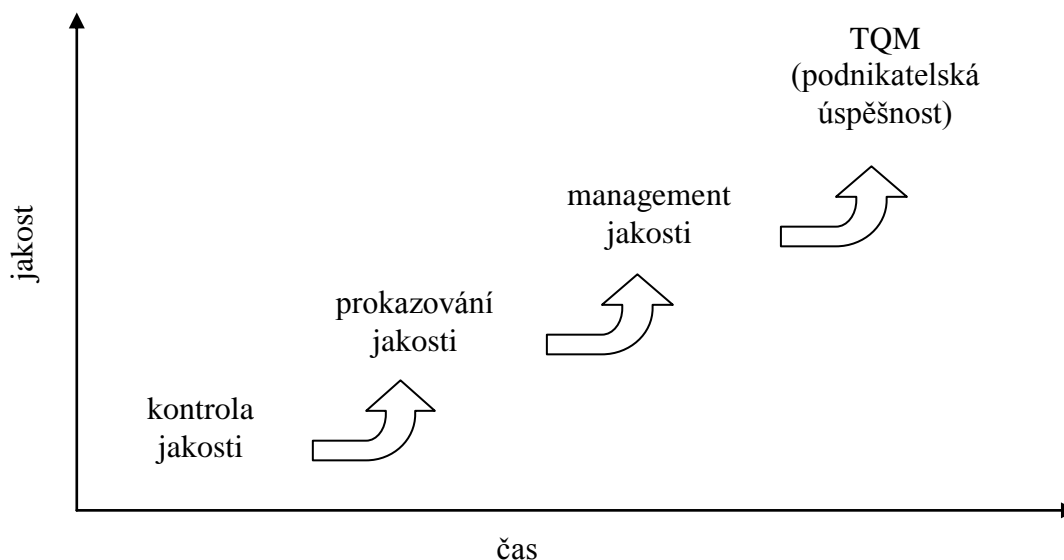 TQM
(podnikatelská
úspěšnost)
management
jakosti
jakost
prokazování
jakosti
kontrola
jakosti
čas